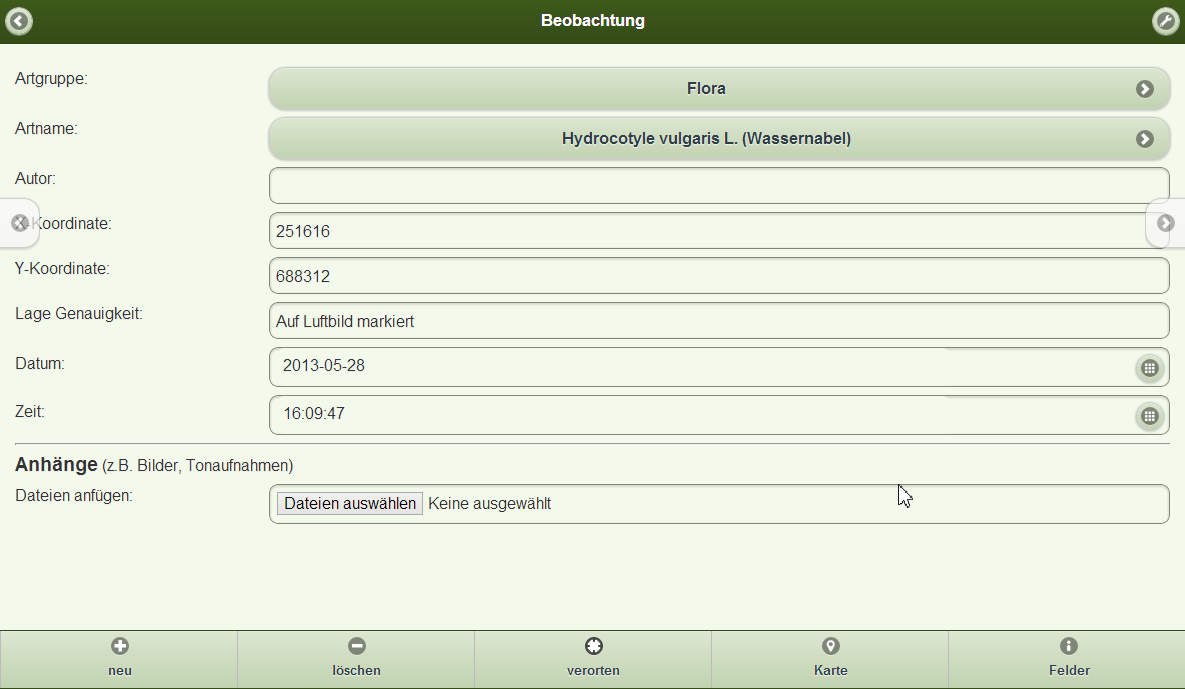 Beobachtung
Artgruppe:
Flora
Artname:
Hydrocotyle vulgaris L. (Wassernabel)
Autor:
X-Koordinate:
251616
Y-Koordinate:
688312
Lage Genauigkeit:
Auf Luftbild markiert
Datum:
2013-05-28
Zeit:
16:09:47
Anhänge (z.B. Bilder, Tonaufnahmen)
Dateien anfügen:
Dateien auswählen Keine ausgewählt
neu
löschen
verorten
Karte
Felder